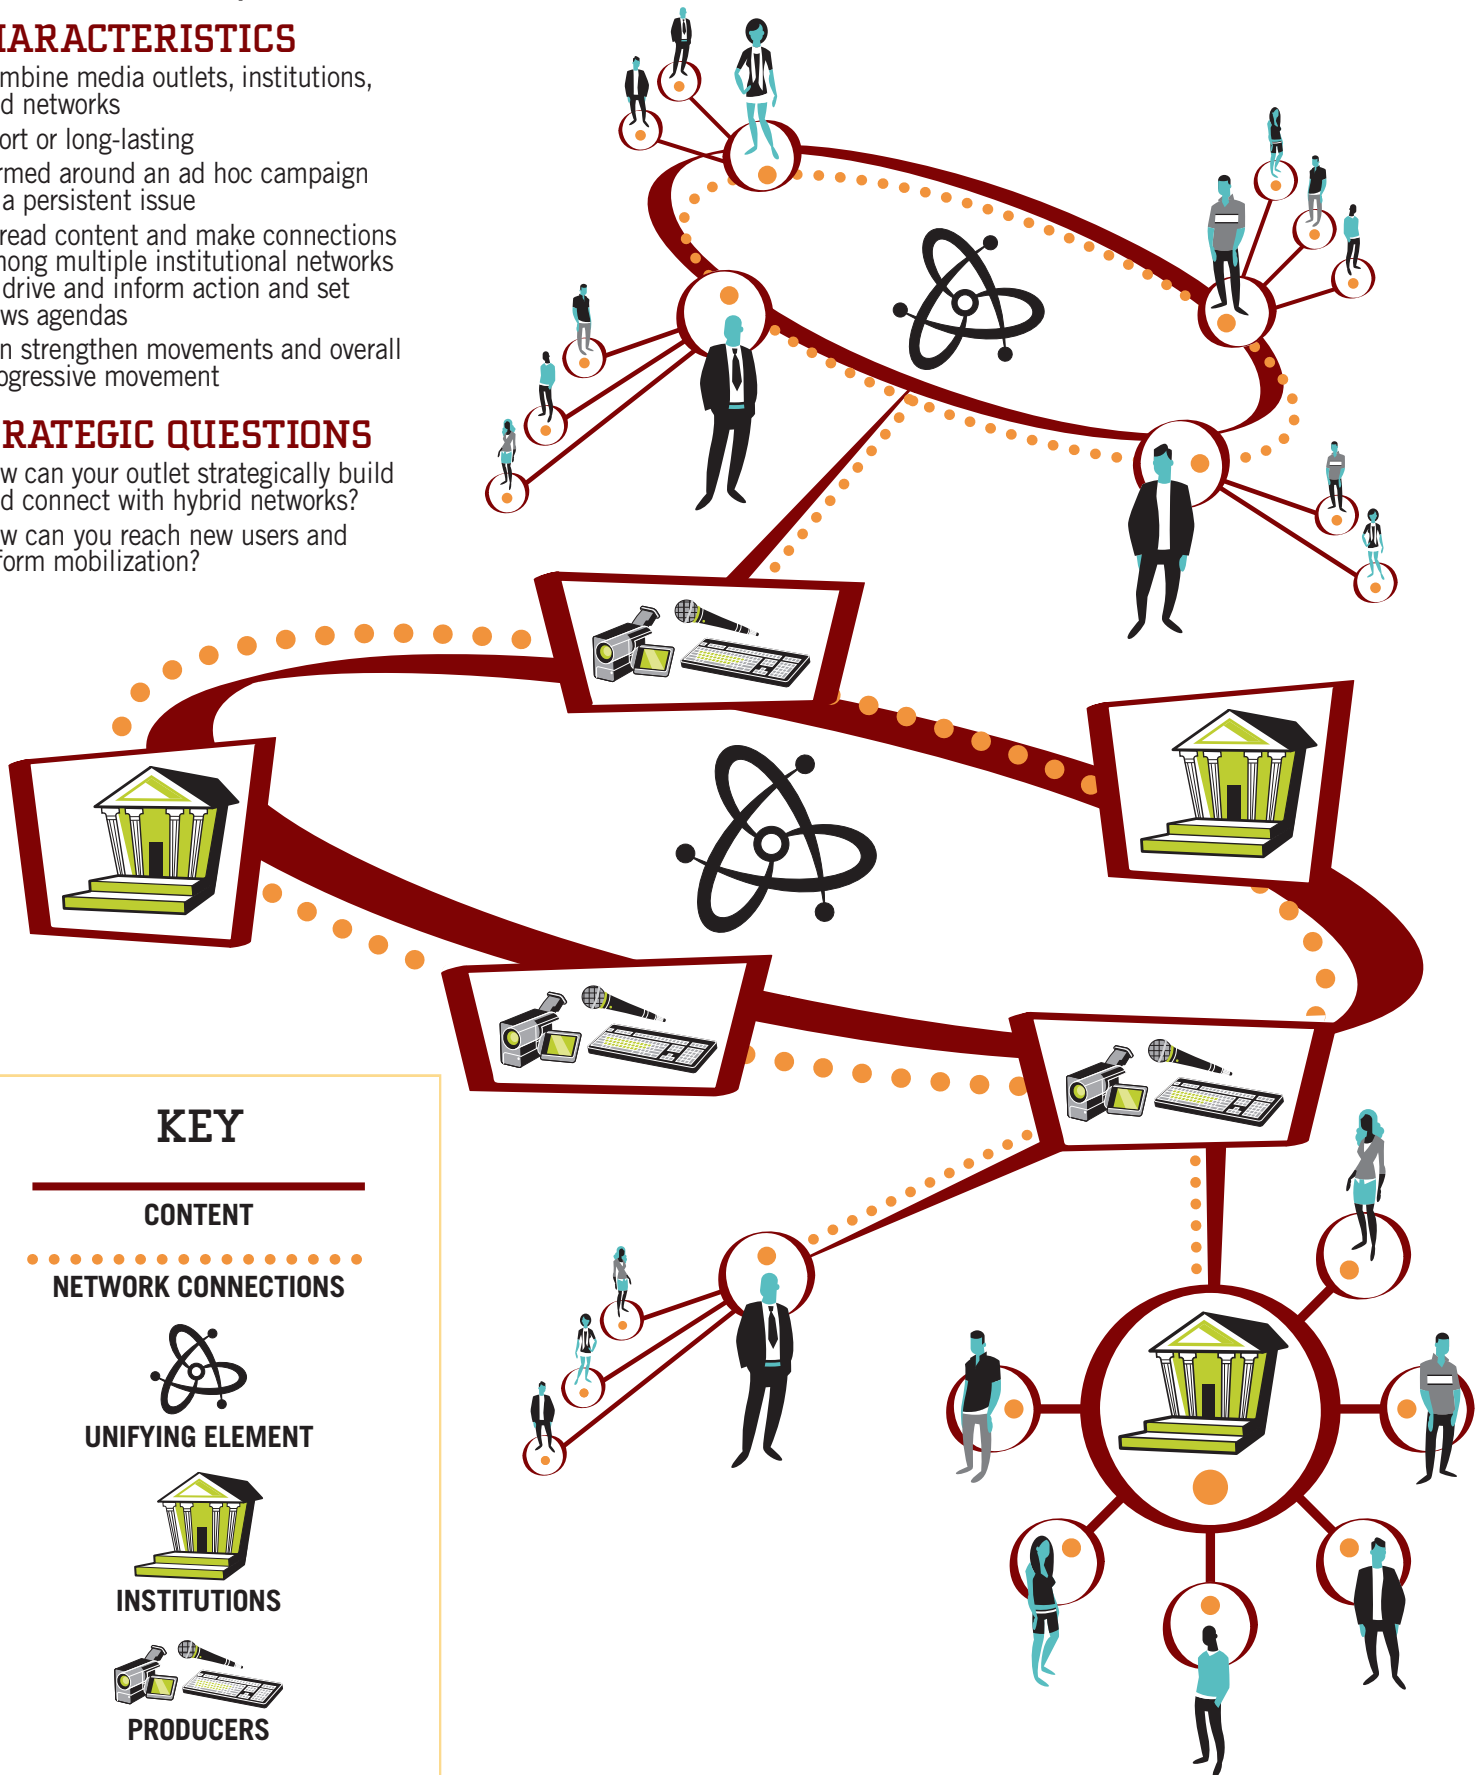 HARACTERISTICS
mbine media outlets, institutions,
d networks
ort or long-lasting
rmed around an ad hoc campaign
a persistent issue
read content and make connections
mong multiple institutional networks
drive and inform action and set
ws agendas
n strengthen movements and overall
ogressive movement
RATEGIC QUESTIONS
w can your outlet strategically build
d connect with hybrid networks?
w can you reach new users and
form mobilization?
KEY
CONTENT
NETWORK CONNECTIONS
UNIFYING ELEMENT
INSTITUTIONS
PRODUCERS